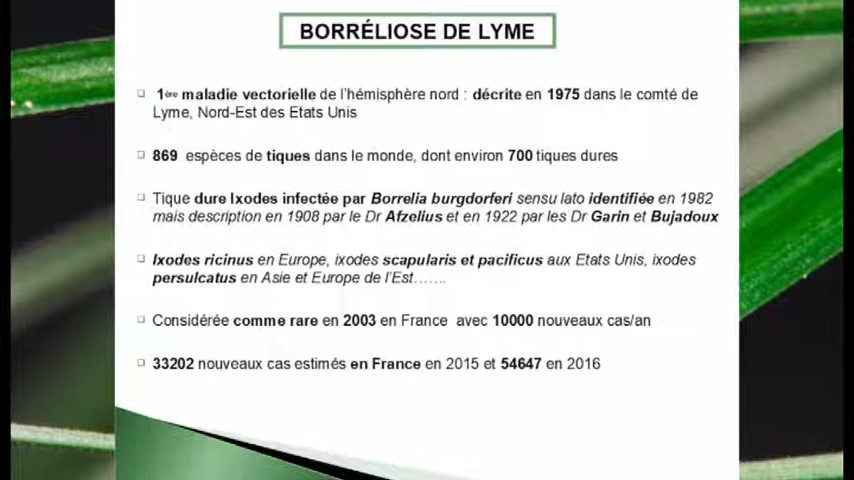 BORRÉLIOSE DE LYME
1ère maladie vectorielle de l'hémisphère nord : décrite en 1975 dans le comté de
Lyme, Nord-Est des Etats Unis
869 espèces de tiques dans le monde, dont environ 700 tiques dures
Tique dure Ixodes infectée par Borrelia burgdorferi sensu lato identifiée en 1982
mais description en 1908 par le Dr Afzelius et en 1922 par les Dr Garin et Bujadoux
Ixodes ricinus en Europe, ixodes scapularis et pacificus aux Etats Unis, ixodes
persulcatus en Asie et Europe de l'Est…….
Considérée comme rare en 2003 en France avec 10000 nouveaux cas/an
33202 nouveaux cas estimés en France en 2015 et 54647 en 2016